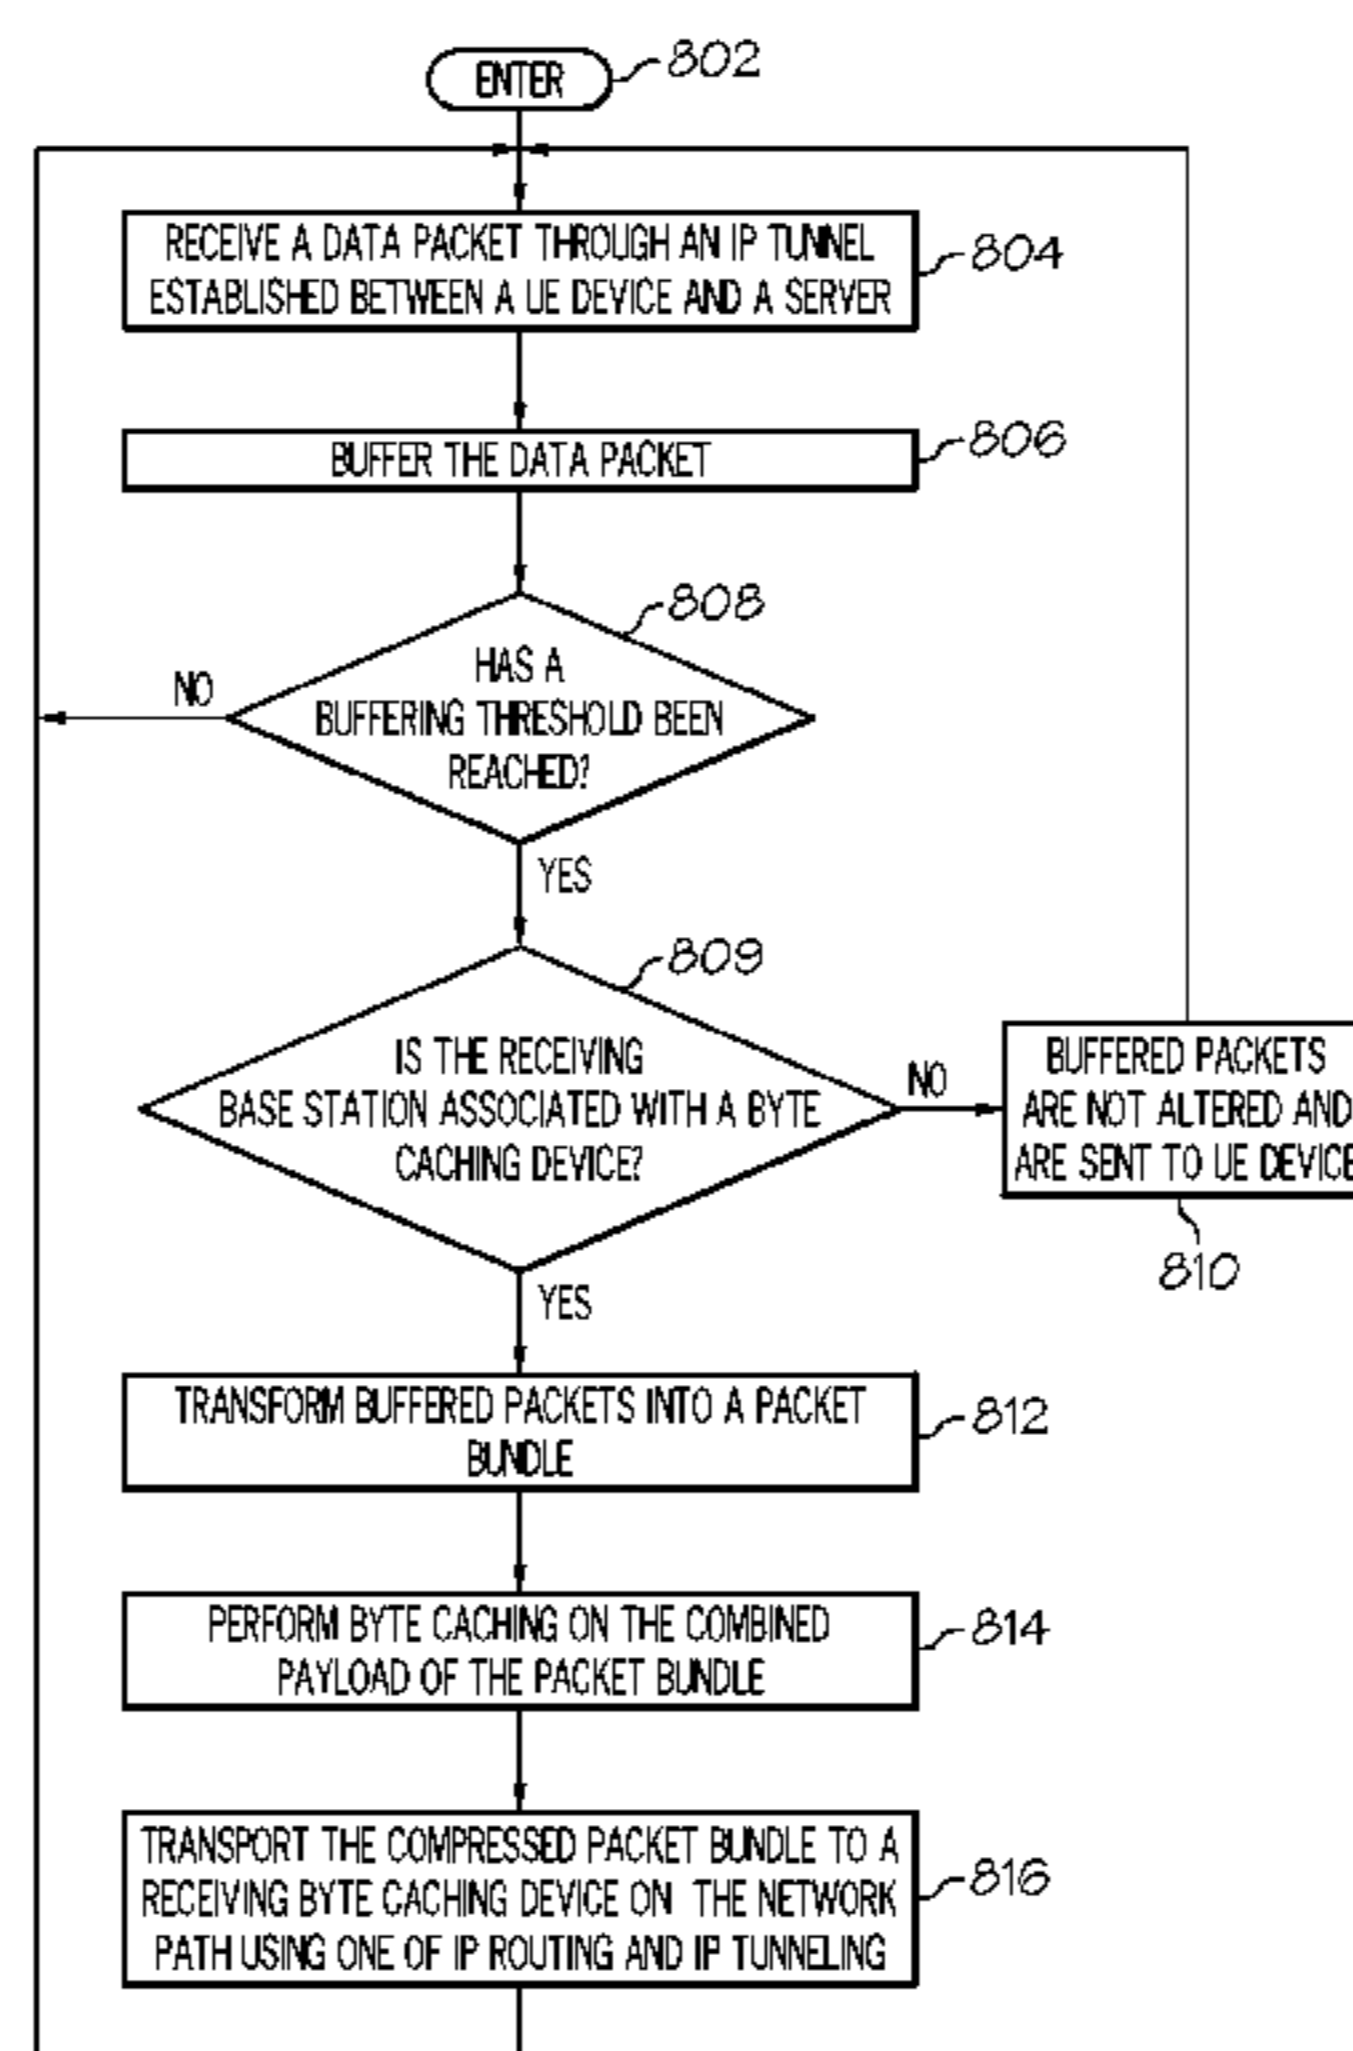 ENTER
802
RECEIVE A DATA PACKET THROUGH AN IP TUNNEL
ESTABLISHED BETWEEN A UE DEVICE AND A SERVER
804
BUFFER THE DATA PACKET
806
808
HAS A
BUFFERING THRESHOLD BEEN
REACHED?
NO
YES
809
IS THE RECEIVING
BASE STATION ASSOCIATED WITH A BYTE
CACHING DEVICE?
NO
BUFFERED PACKETS
ARE NOT ALTERED AND
ARE SENT TO UE DEVICE
810
YES
TRANSFORM BUFFERED PACKETS INTO A PACKET
BUNDLE
812
PERFORM BYTE CACHING ON THE COMBINED
PAYLOAD OF THE PACKET BUNDLE
814
TRANSPORT THE COMPRESSED PACKET BUNDLE TO A
RECEIVING BYTE CACHING DEVICE ON THE NETWORK
PATH USING ONE OF IP ROUTING AND IP TUNNELING
816